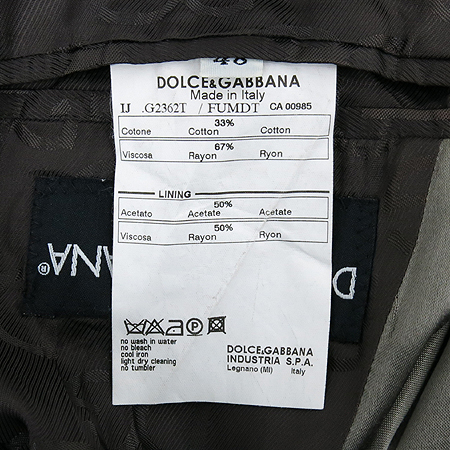 48
DOLCE&GABBANA
Made in Italy
IJ .G2362T / FUMDT CA 00985
33%
Cotone Cotton Cotton
67%
Viscosa Rayon Ryon
LINING
50%
Acetato Acetate Acetate
50%
Viscosa Rayon Ryon
no wash in water
no bleach
cool iron
light dry cleaning
no tumbler
DOLCE&GABBANA
INDUSTRIA S.P.A.
Legnano (MI) Italy
D ANA®